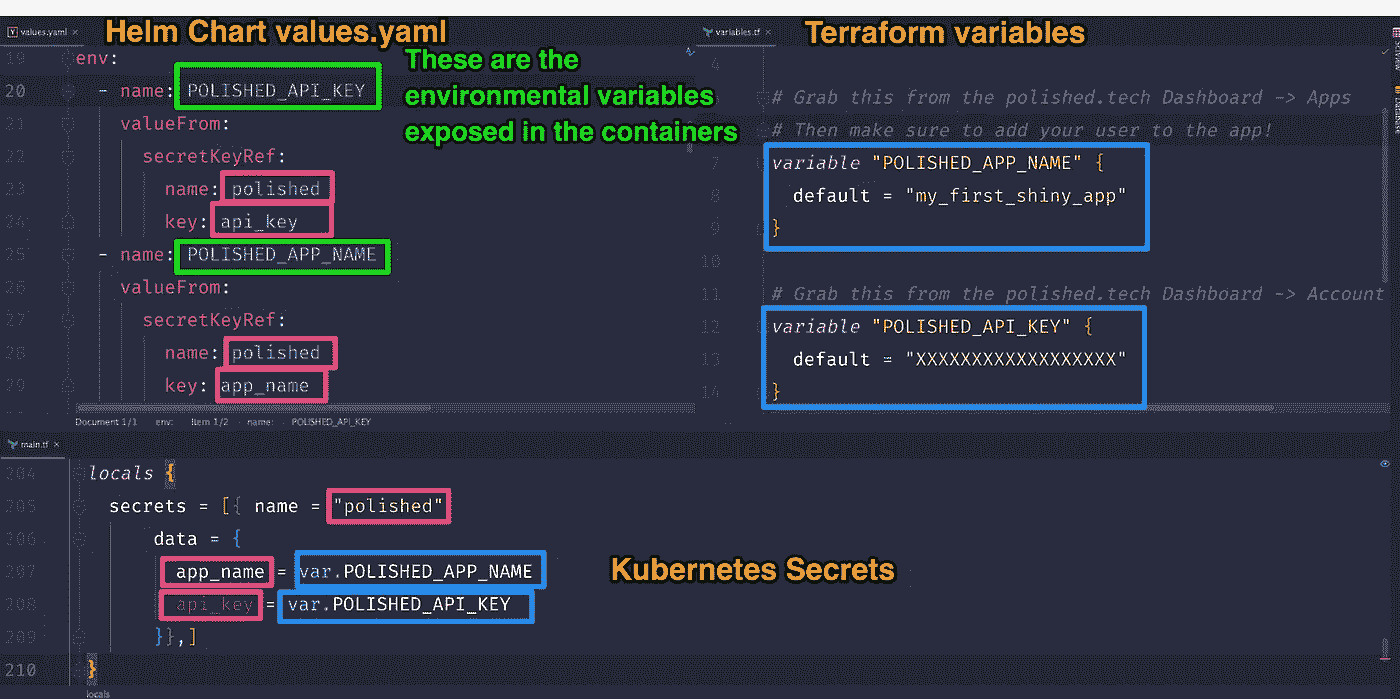 values.yaml ×
Helm Chart values.yaml
19 env:
20 - name: POLISHED_API_KEY
21 valueFrom:
22 secretKeyRef:
23 name: polished
24 key: api_key
25 - name: POLISHED_APP_NAME
26 valueFrom:
27 secretKeyRef:
28 name: polished
29 key: app_name
Document 1/1 env: Item 1/2 name: POLISHED_API_KEY
These are the
environmental variables
exposed in the containers
variables.tf ×
Terraform variables
4
# Grab this from the polished.tech Dashboard -> Apps
# Then make sure to add your user to the app!
7 variable "POLISHED_APP_NAME" {
8 default = "my_first_shiny_app"
9 }
10
11 # Grab this from the polished.tech Dashboard -> Account
12 variable "POLISHED_API_KEY" {
13 default = "XXXXXXXXXXXXXXXXXX"
14 }
main.tf ×
204 locals {
205 secrets = [{ name = "polished"
206 data = {
207 app_name = var.POLISHED_APP_NAME
208 api_key = var.POLISHED_API_KEY
209 }},]
210 }
locals
Kubernetes Secrets